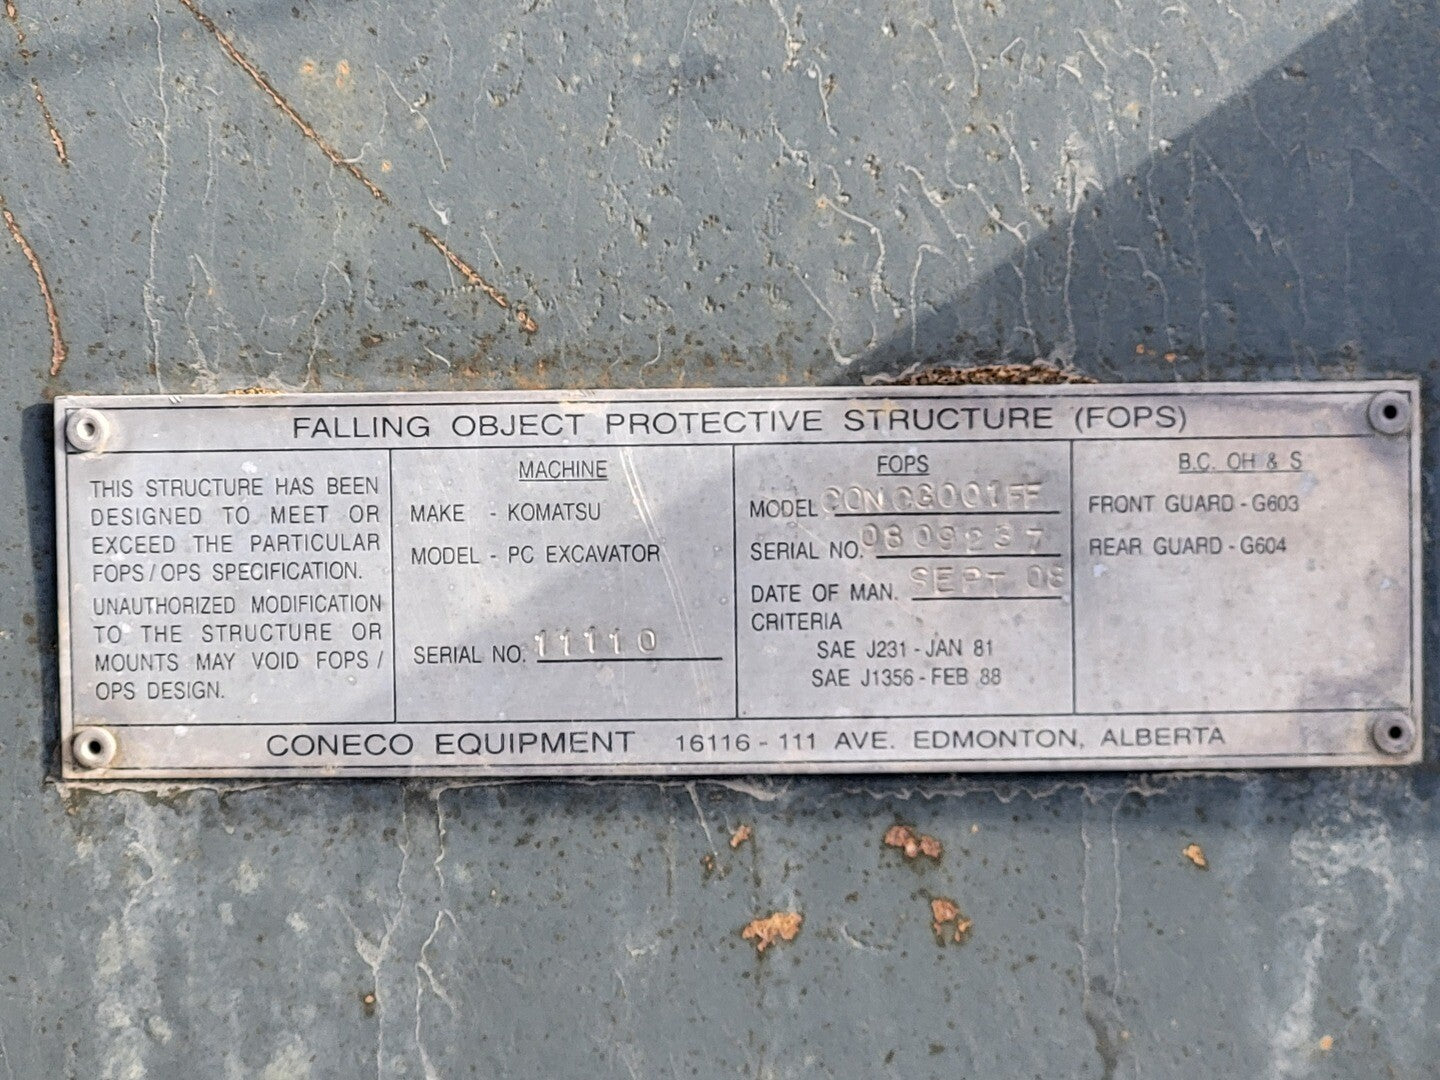 FALLING OBJECT PROTECTIVE STRUCTURE (FOPS)
THIS STRUCTURE HAS BEEN
DESIGNED TO MEET OR
EXCEED THE PARTICULAR
FOPS/OPS SPECIFICATION.
UNAUTHORIZED MODIFICATION
TO THE STRUCTURE OR
MOUNTS MAY VOID FOPS/
OPS DESIGN.
MACHINE
MAKE - KOMATSU
MODEL - PC EXCAVATOR
SERIAL NO. 11110
FOPS
MODEL CONCG001FF
SERIAL NO. 0809237
DATE OF MAN. SEPT 08
CRITERIA
SAE J231 - JAN 81
SAE J1356 - FEB 88
B.C. OH & S
FRONT GUARD - G603
REAR GUARD - G604
CONECO EQUIPMENT 16116 - 111 AVE. EDMONTON, ALBERTA